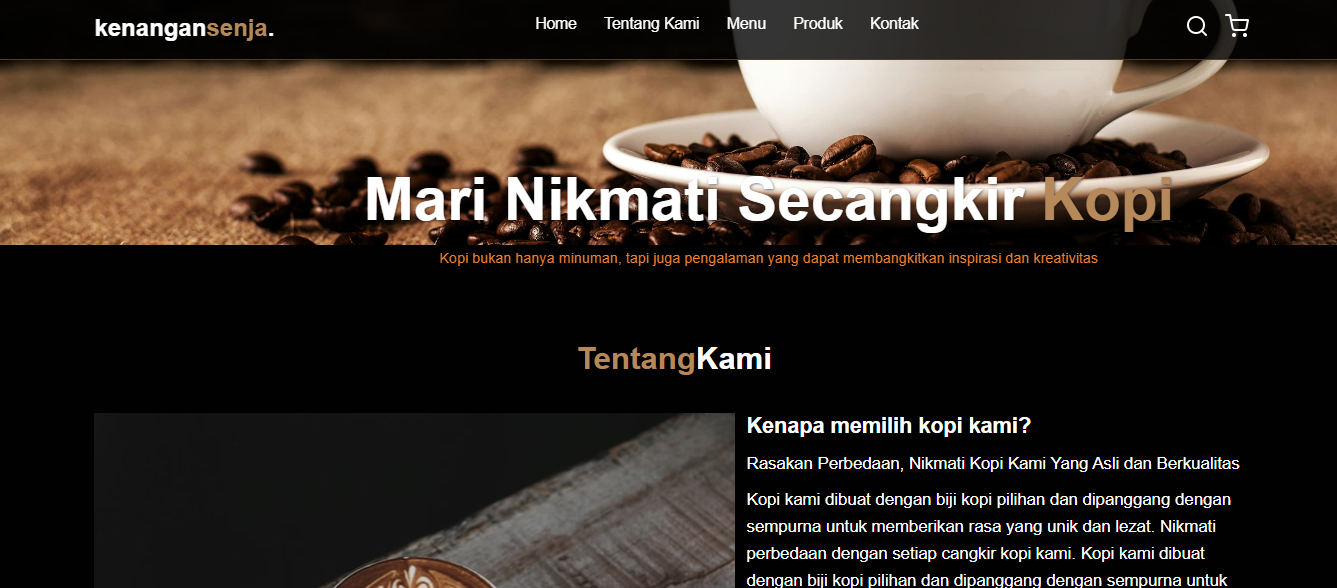 kenangansenja.
Home Tentang Kami Menu Produk Kontak
Mari Nikmati Secangkir Kopi
Kopi bukan hanya minuman, tapi juga pengalaman yang dapat membangkitkan inspirasi dan kreativitas
TentangKami
Kenapa memilih kopi kami?
Rasakan Perbedaan, Nikmati Kopi Kami Yang Asli dan Berkualitas
Kopi kami dibuat dengan biji kopi pilihan dan dipanggang dengan
sempurna untuk memberikan rasa yang unik dan lezat. Nikmati
perbedaan dengan setiap cangkir kopi kami. Kopi kami dibuat
dengan biji kopi pilihan dan dipanggang dengan sempurna untuk